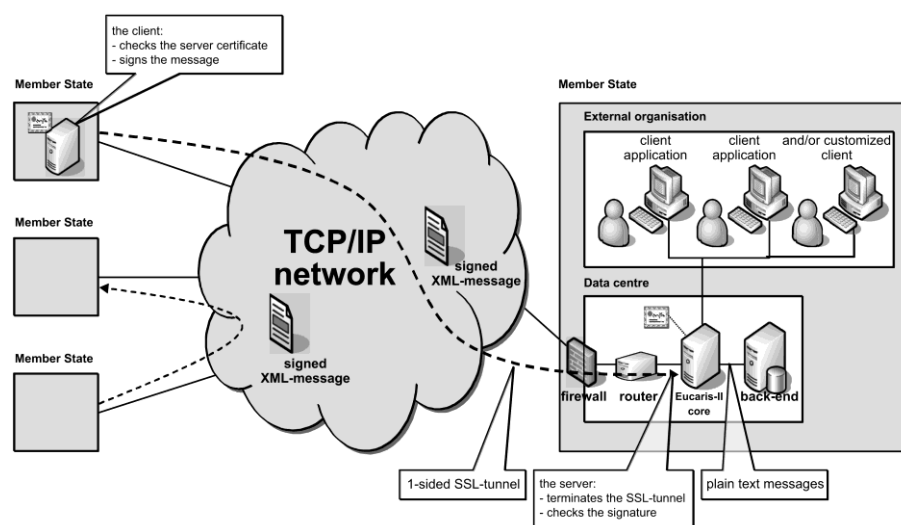 the client:
- checks the server certificate
- signs the message
Member State
Member State
External organisation
client
application
client
application
and/or customized
client
Member State
TCP/IP
network
signed
XML-message
signed
XML-message
Data centre
Member State
firewall
router
Eucaris-II
core
back-end
1-sided SSL-tunnel
the server:
- terminates the SSL-tunnel
- checks the signature
plain text messages